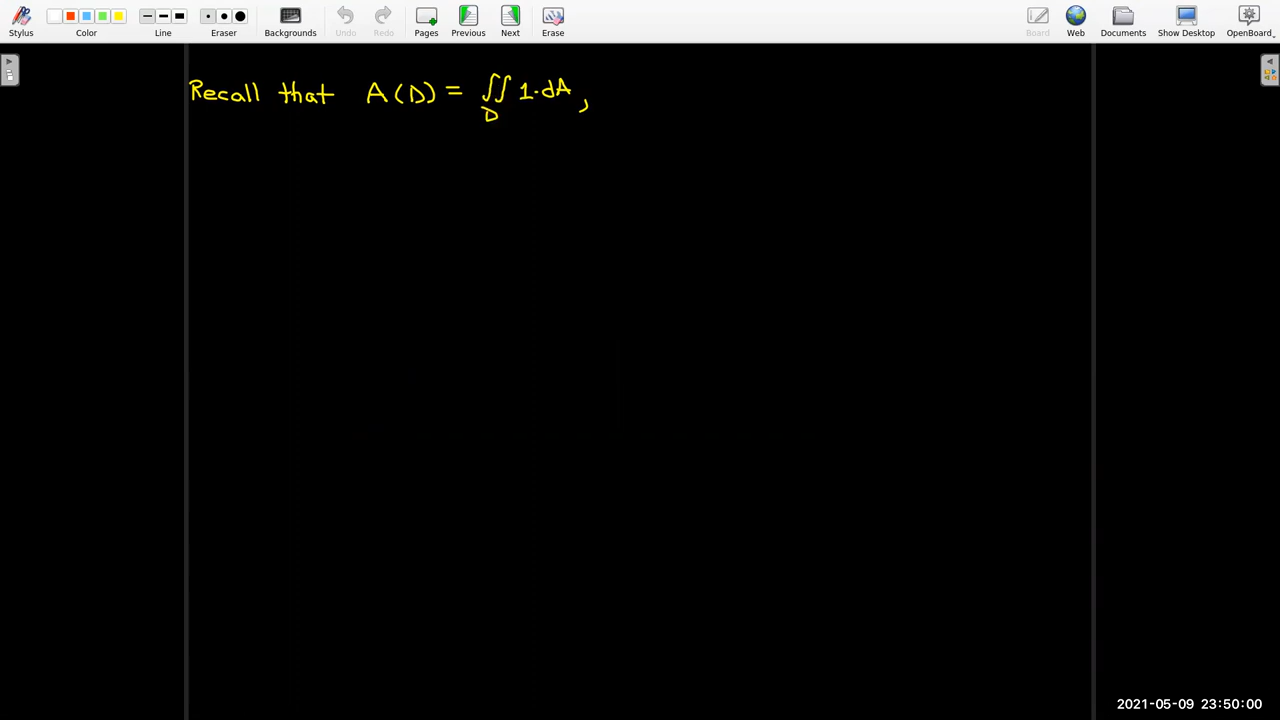 Stylus Color Line Eraser Backgrounds Undo Redo Pages Previous Next Erase Board Web Documents Show Desktop OpenBoard
Recall that A(D) = ∬_D 1·dA,
2021-05-09 23:50:00